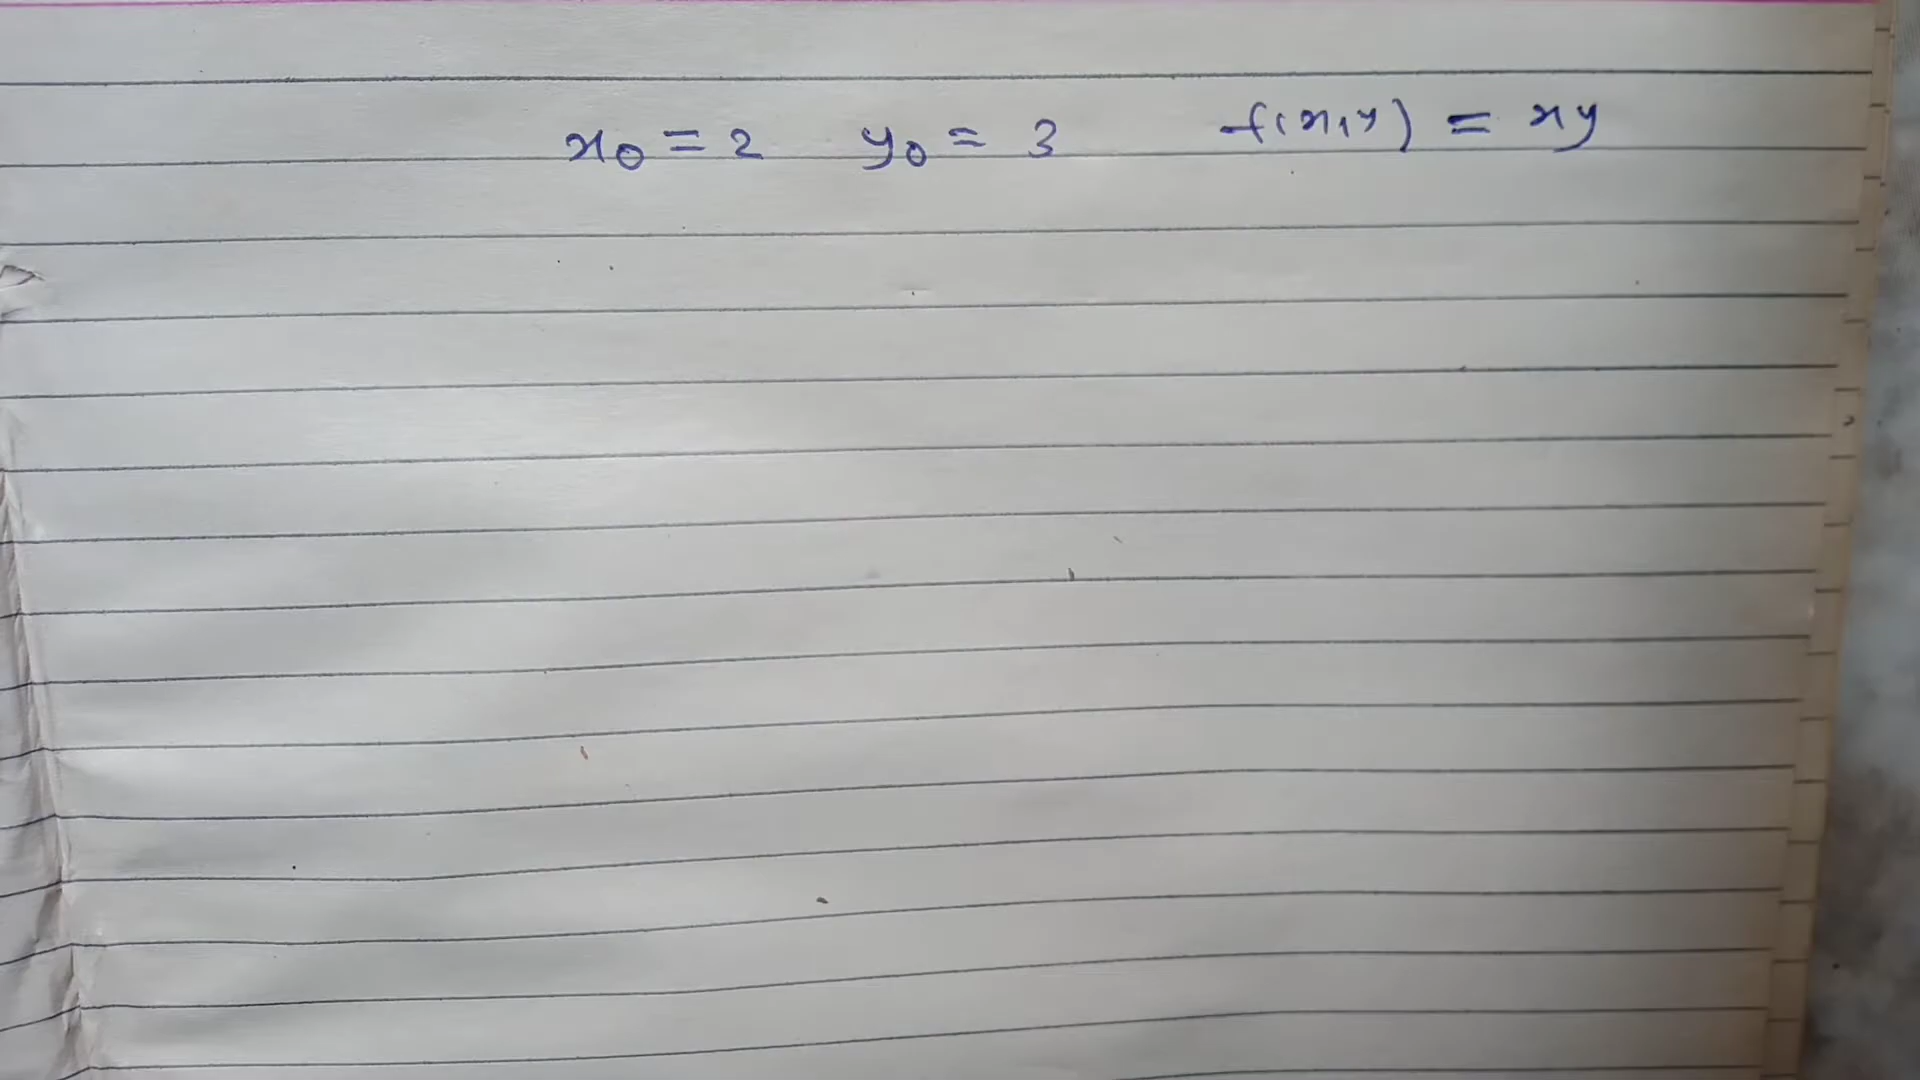 x₀ = 2 y₀ = 3 f(x,y) = xy